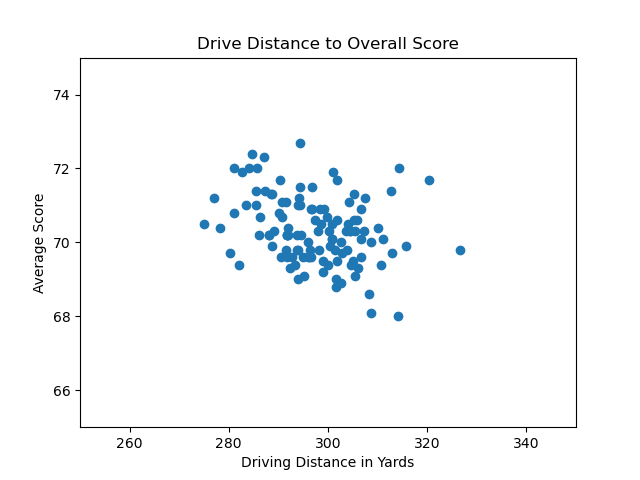 Drive Distance to Overall Score
74
72
70
68
66
Average Score
260 280 300 320 340
Driving Distance in Yards